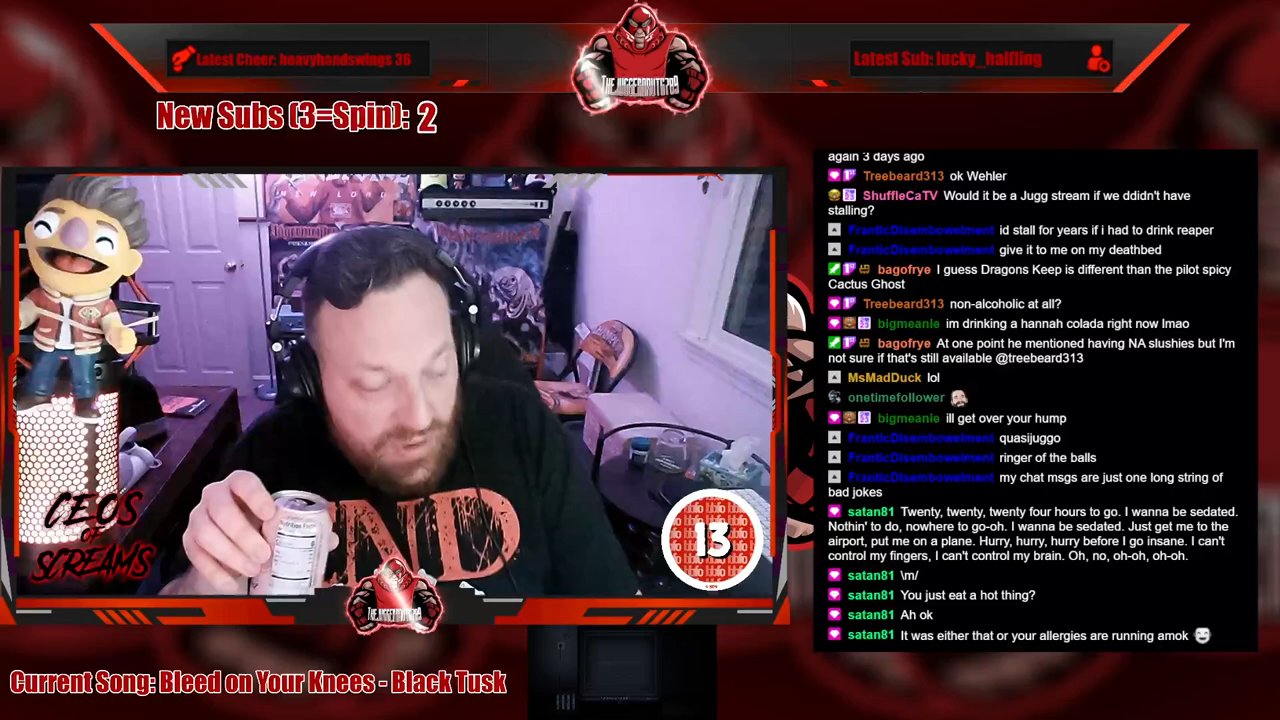 Latest Cheer: heavyhandswings 36
THEJUGGERNAUT6789
Latest Sub: lucky_halfling
New Subs (3=Spin): 2
again 3 days ago
Treebeard313 ok Wehler
ShuffleCaTV Would it be a Jugg stream if we ddidn't have
stalling?
FranticDisembowelment id stall for years if i had to drink reaper
FranticDisembowelment give it to me on my deathbed
bagofrye I guess Dragons Keep is different than the pilot spicy
Cactus Ghost
Treebeard313 non-alcoholic at all?
bigmeanie im drinking a hannah colada right now lmao
bagofrye At one point he mentioned having NA slushies but I'm
not sure if that's still available @treebeard313
MsMadDuck lol
onetimefollower
bigmeanie ill get over your hump
FranticDisembowelment quasijuggo
FranticDisembowelment ringer of the balls
FranticDisembowelment my chat msgs are just one long string of
bad jokes
satan81 Twenty, twenty, twenty four hours to go. I wanna be sedated.
Nothin' to do, nowhere to go-oh. I wanna be sedated. Just get me to the
airport, put me on a plane. Hurry, hurry, hurry before I go insane. I can't
control my fingers, I can't control my brain. Oh, no, oh-oh, oh-oh.
satan81 \m/
satan81 You just eat a hot thing?
satan81 Ah ok
satan81 It was either that or your allergies are running amok
CEOS
OF
SCREAMS
Nutrition Facts
END
13
THEJUGGERNAUT6789
Current Song: Bleed on Your Knees - Black Tusk